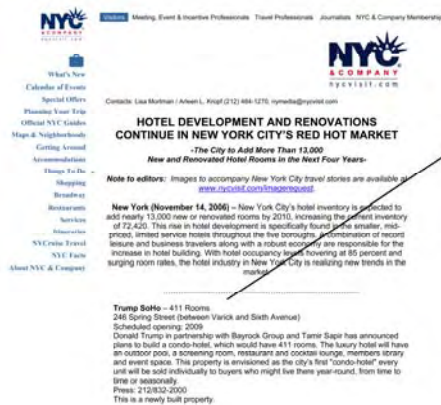 NYC
& COMPANY
nycvisit.com
Visitors Meeting, Event & Incentive Professionals Travel Professionals Journalists NYC & Company Membership
NYC
& COMPANY
nycvisit.com
What's New
Calendar of Events
Special Offers
Planning Your Trip
Official NYC Guides
Maps & Neighborhoods
Getting Around
Accommodations
Things To Do
Shopping
Broadway
Restaurants
Services
Itineraries
NYCruise Travel
NYC Facts
About NYC & Company
Contacts: Lisa Mortman / Arleen L. Kropf (212) 484-1270, nymedia@nycvisit.com
HOTEL DEVELOPMENT AND RENOVATIONS
CONTINUE IN NEW YORK CITY'S RED HOT MARKET
-The City to Add More Than 13,000
New and Renovated Hotel Rooms in the Next Four Years-
Note to editors: Images to accompany New York City travel stories are available at
www.nycvisit.com/imagerequest.
New York (November 14, 2006) – New York City's hotel inventory is expected to
add nearly 13,000 new or renovated rooms by 2010, increasing the current inventory
of 72,420. This rise in hotel development is specifically found in the smaller, mid-
priced, limited service hotels throughout the five boroughs. A combination of record
leisure and business travelers along with a robust economy are responsible for the
increase in hotel building. With hotel occupancy levels hovering at 85 percent and
surging room rates, the hotel industry in New York City is realizing new trends in the
market.
Trump SoHo – 411 Rooms
246 Spring Street (between Varick and Sixth Avenue)
Scheduled opening: 2009
Donald Trump in partnership with Bayrock Group and Tamir Sapir has announced
plans to build a condo-hotel, which would have 411 rooms. The luxury hotel will have
an outdoor pool, a screening room, restaurant and cocktail lounge, members library
and event space. This property is envisioned as the city's first "condo-hotel" every
unit will be sold individually to buyers who might live there year-round, from time to
time or seasonally.
Press: 212/832-2000
This is a newly built property.